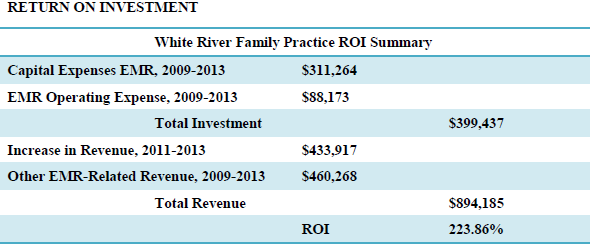 RETURN ON INVESTMENT
White River Family Practice ROI Summary
Capital Expenses EMR, 2009-2013 $311,264
EMR Operating Expense, 2009-2013 $88,173
Total Investment $399,437
Increase in Revenue, 2011-2013 $433,917
Other EMR-Related Revenue, 2009-2013 $460,268
Total Revenue $894,185
ROI 223.86%